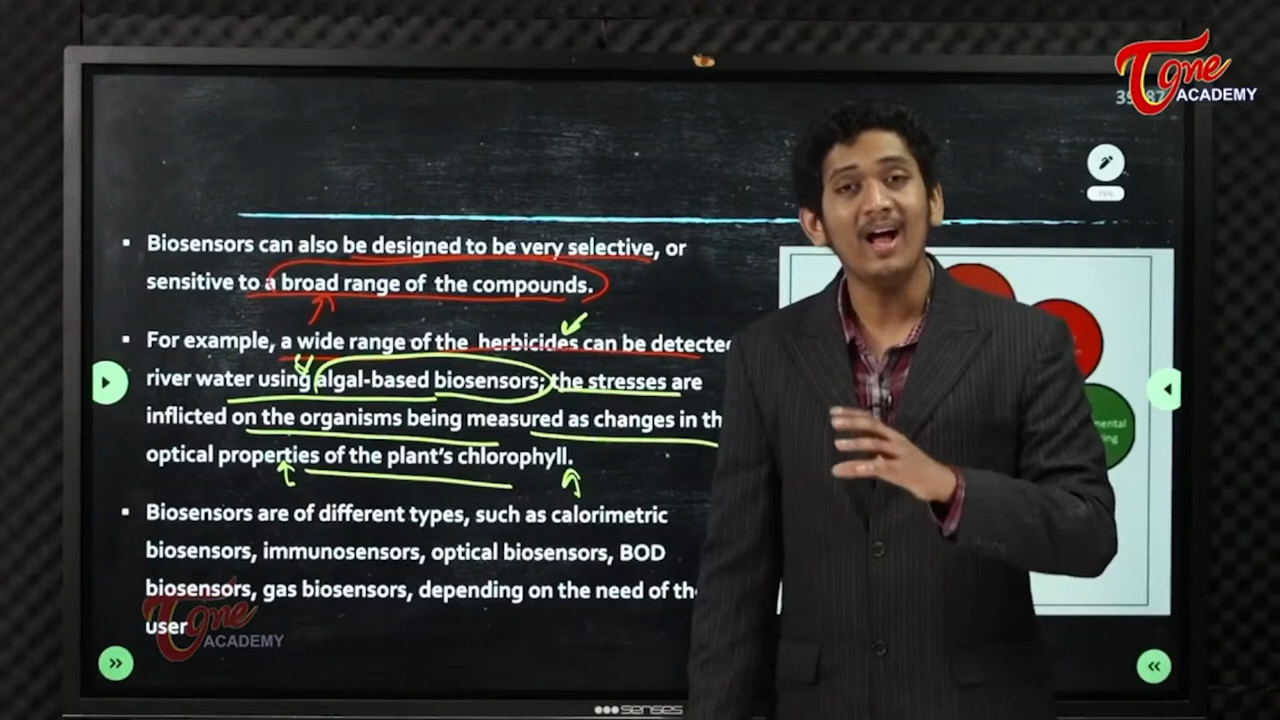 Tone
ACADEMY
PEN
Biosensors can also be designed to be very selective, or
sensitive to a broad range of the compounds.
For example, a wide range of the herbicides can be detected
river water using algal-based biosensors; the stresses are
inflicted on the organisms being measured as changes in th
optical properties of the plant's chlorophyll.
Biosensors are of different types, such as calorimetric
biosensors, immunosensors, optical biosensors, BOD
biosensors, gas biosensors, depending on the need of th
user
Tone
ACADEMY
senses